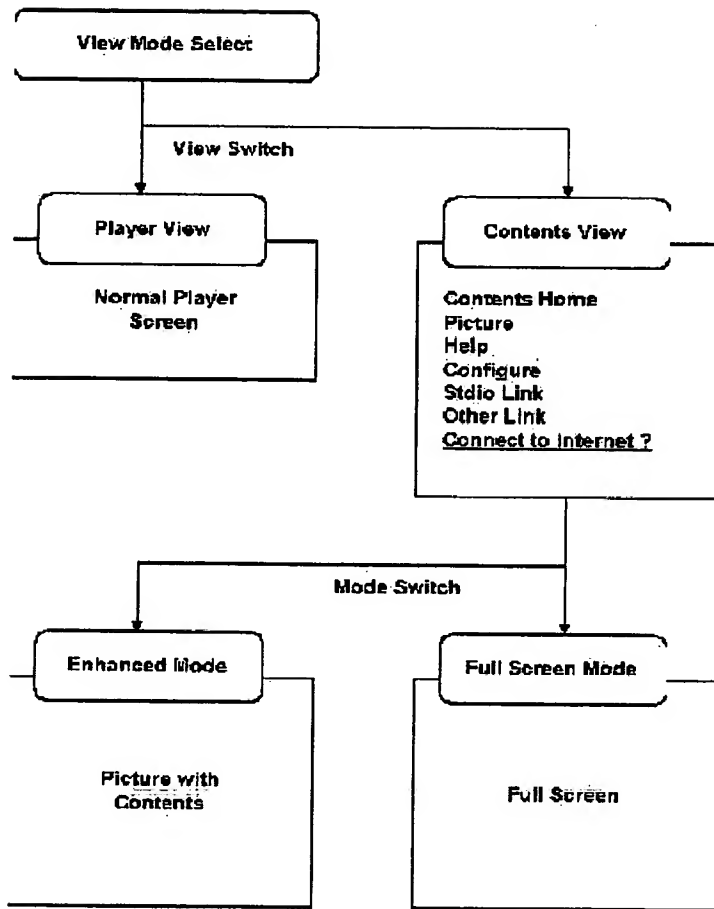 View Mode Select
View Switch
Player View
Normal Player
Screen
Contents View
Contents Home
Picture
Help
Configure
Stdio Link
Other Link
Connect to Internet ?
Mode Switch
Enhanced Mode
Picture with
Contents
Full Screen Mode
Full Screen